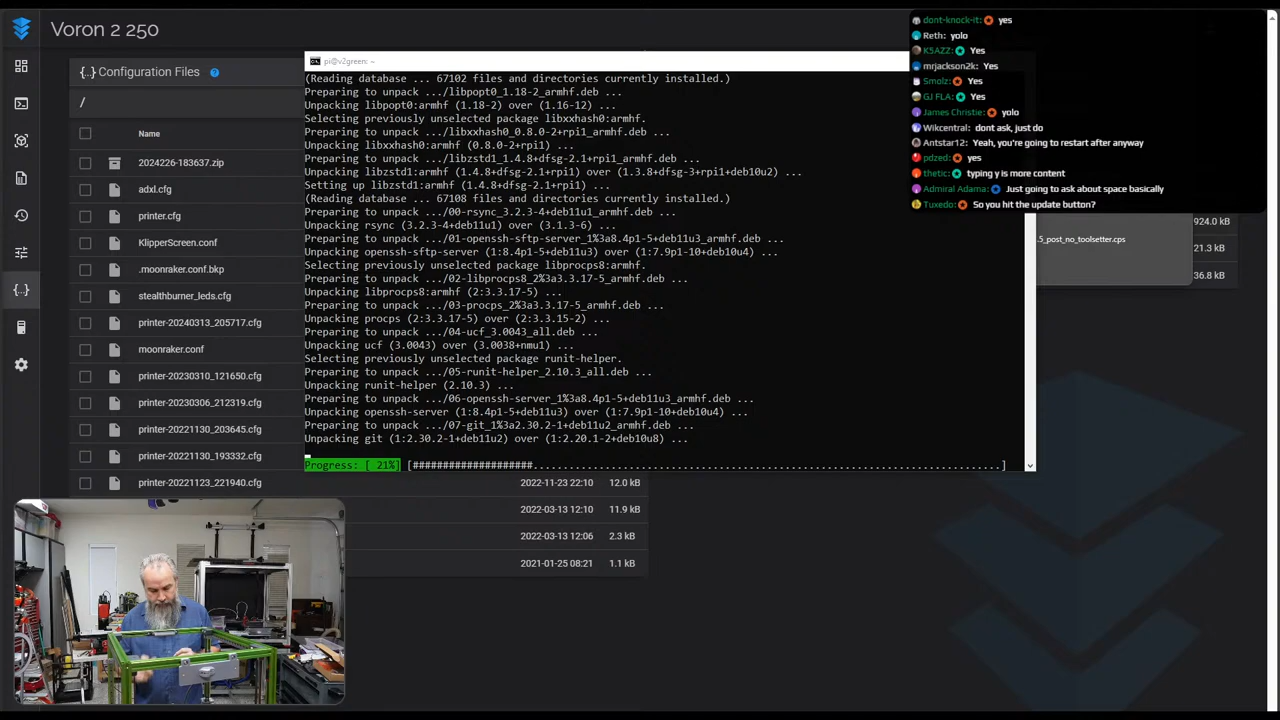 Voron 2 250
{..} Configuration Files ?
/
Name
2024226-183637.zip
adxl.cfg
printer.cfg
KlipperScreen.conf
.moonraker.conf.bkp
stealthburner_leds.cfg
printer-20240313_205717.cfg
moonraker.conf
printer-20230310_121650.cfg
printer-20230306_212319.cfg
printer-20221130_203645.cfg
printer-20221130_193332.cfg
printer-20221123_221940.cfg
2022-11-23 22:10 12.0 kB
2022-03-13 12:10 11.9 kB
2022-03-13 12:06 2.3 kB
2021-01-25 08:21 1.1 kB
pi@v2green: ~
(Reading database ... 67102 files and directories currently installed.)
Preparing to unpack .../libpopt0_1.18-2_armhf.deb ...
Unpacking libpopt0:armhf (1.18-2) over (1.16-12) ...
Selecting previously unselected package libxxhash0:armhf.
Preparing to unpack .../libxxhash0_0.8.0-2+rpi1_armhf.deb ...
Unpacking libxxhash0:armhf (0.8.0-2+rpi1) ...
Preparing to unpack .../libzstd1_1.4.8+dfsg-2.1+rpi1_armhf.deb ...
Unpacking libzstd1:armhf (1.4.8+dfsg-2.1+rpi1) over (1.3.8+dfsg-3+rpi1+deb10u2) ...
Setting up libzstd1:armhf (1.4.8+dfsg-2.1+rpi1) ...
(Reading database ... 67108 files and directories currently installed.)
Preparing to unpack .../00-rsync_3.2.3-4+deb11u1_armhf.deb ...
Unpacking rsync (3.2.3-4+deb11u1) over (3.1.3-6) ...
Preparing to unpack .../01-openssh-sftp-server_1%3a8.4p1-5+deb11u3_armhf.deb ...
Unpacking openssh-sftp-server (1:8.4p1-5+deb11u3) over (1:7.9p1-10+deb10u4) ...
Selecting previously unselected package libprocps8:armhf.
Preparing to unpack .../02-libprocps8_2%3a3.3.17-5_armhf.deb ...
Unpacking libprocps8:armhf (2:3.3.17-5) ...
Preparing to unpack .../03-procps_2%3a3.3.17-5_armhf.deb ...
Unpacking procps (2:3.3.17-5) over (2:3.3.15-2) ...
Preparing to unpack .../04-ucf_3.0043_all.deb ...
Unpacking ucf (3.0043) over (3.0038+nmu1) ...
Selecting previously unselected package runit-helper.
Preparing to unpack .../05-runit-helper_2.10.3_all.deb ...
Unpacking runit-helper (2.10.3) ...
Preparing to unpack .../06-openssh-server_1%3a8.4p1-5+deb11u3_armhf.deb ...
Unpacking openssh-server (1:8.4p1-5+deb11u3) over (1:7.9p1-10+deb10u4) ...
Preparing to unpack .../07-git_1%3a2.30.2-1+deb11u2_armhf.deb ...
Unpacking git (1:2.30.2-1+deb11u2) over (1:2.20.1-2+deb10u8) ...
Progress: [ 21%] [####################..............................................................................]
dont-knock-it: yes
Reth: yolo
K5AZZ: Yes
mrjackson2k: Yes
Smolz: Yes
GJ FLA: Yes
James Christie: yolo
Wikcentral: dont ask, just do
Antstar12: Yeah, you're going to restart after anyway
pdzed: yes
thetic: typing y is more content
Admiral Adama: Just going to ask about space basically
Tuxedo: So you hit the update button?
924.0 kB
.5_post_no_toolsetter.cps
21.3 kB
36.8 kB